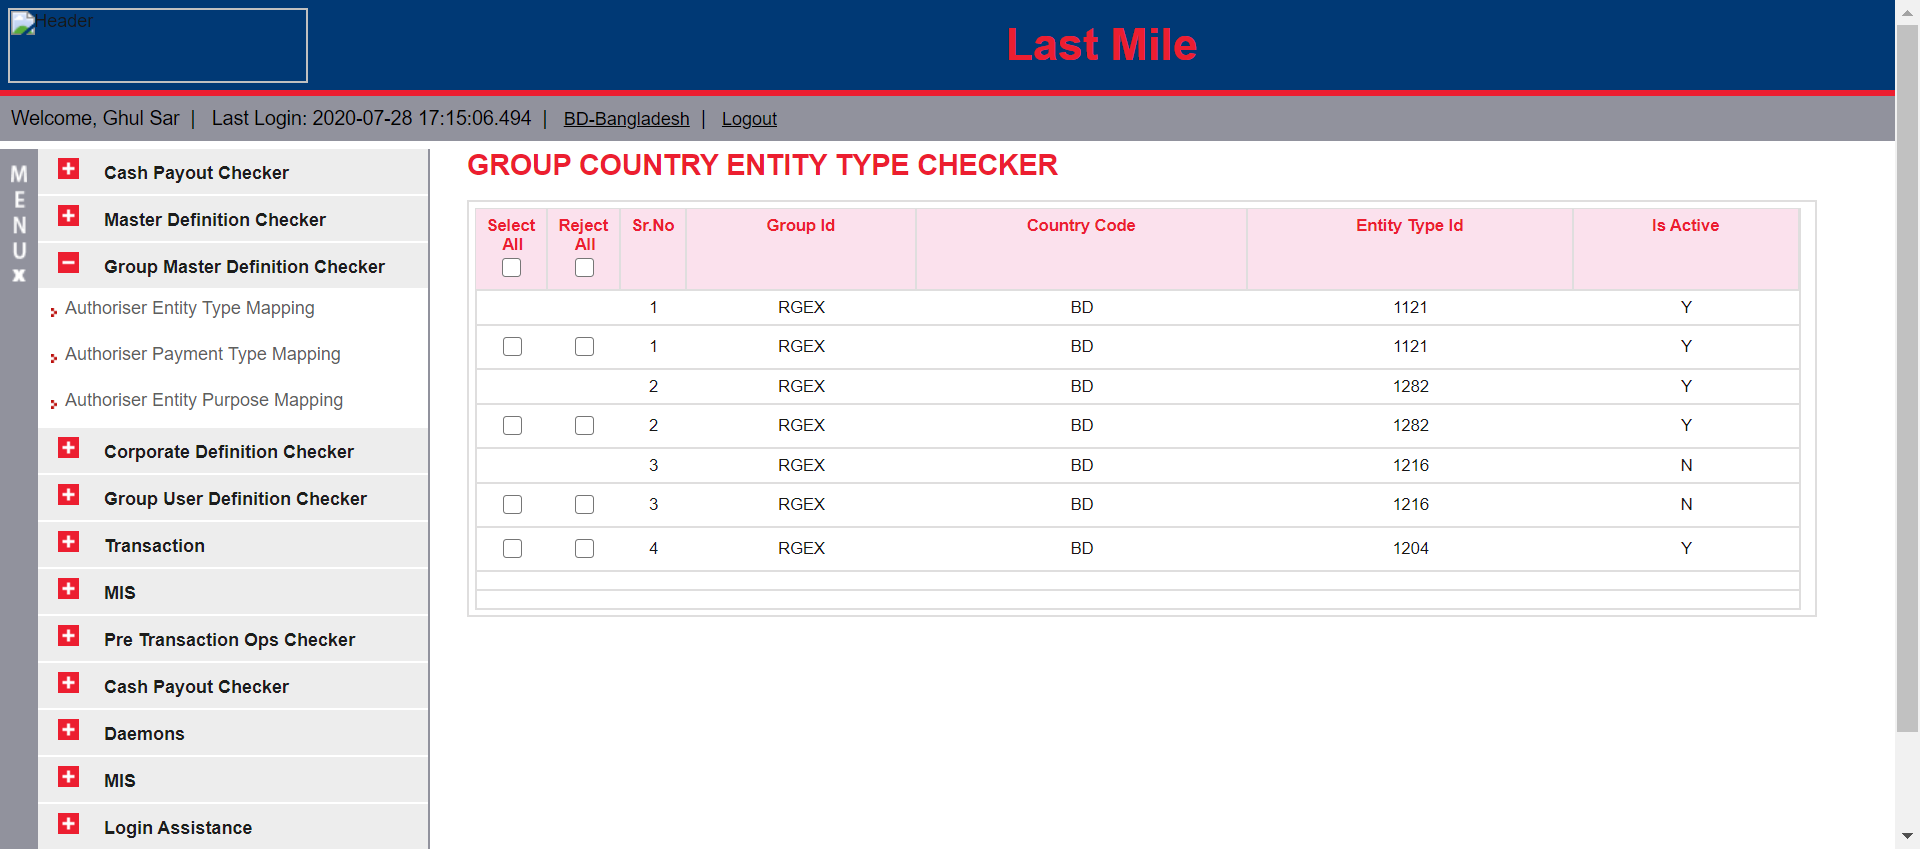 Header
Last Mile
Welcome, Ghul Sar | Last Login: 2020-07-28 17:15:06.494 | BD-Bangladesh | Logout
MENU x
Cash Payout Checker
Master Definition Checker
Group Master Definition Checker
Authoriser Entity Type Mapping
Authoriser Payment Type Mapping
Authoriser Entity Purpose Mapping
Corporate Definition Checker
Group User Definition Checker
Transaction
MIS
Pre Transaction Ops Checker
Cash Payout Checker
Daemons
MIS
Login Assistance
GROUP COUNTRY ENTITY TYPE CHECKER
Select All Reject All Sr.No Group Id Country Code Entity Type Id Is Active
1 RGEX BD 1121 Y
1 RGEX BD 1121 Y
2 RGEX BD 1282 Y
2 RGEX BD 1282 Y
3 RGEX BD 1216 N
3 RGEX BD 1216 N
4 RGEX BD 1204 Y